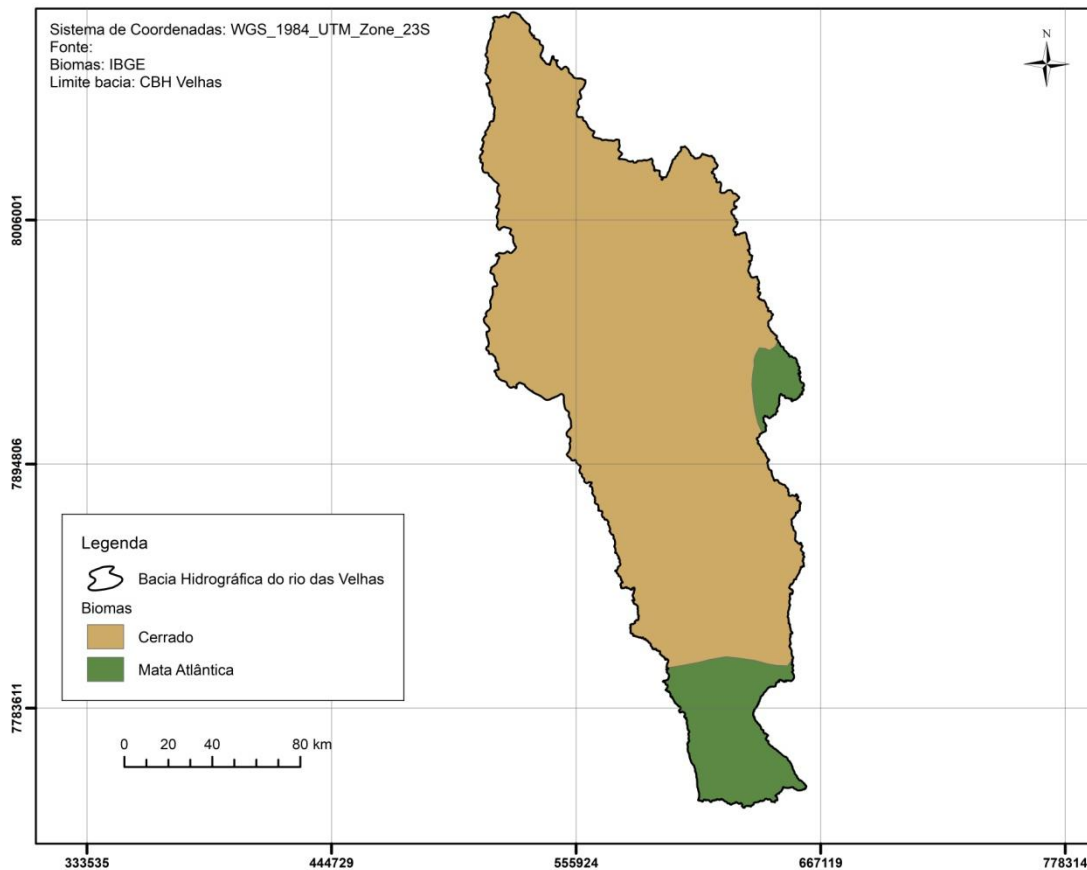 Sistema de Coordenadas: WGS_1984_UTM_Zone_23S
Fonte:
Biomas: IBGE
Limite bacia: CBH Velhas
N
8006001
7894806
7783611
Legenda
Bacia Hidrográfica do rio das Velhas
Biomas
Cerrado
Mata Atlântica
0 20 40 80 km
333535 444729 555924 667119 778314